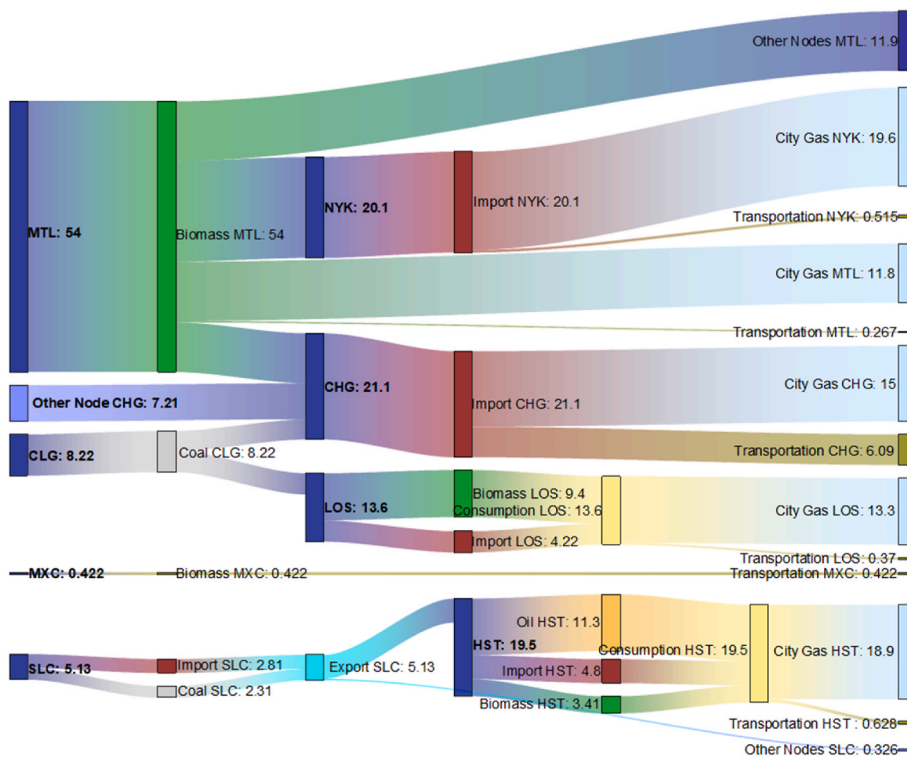 Other Nodes MTL: 11.9
City Gas NYK: 19.6
NYK: 20.1
Import NYK: 20.1
Transportation NYK: 0.515
MTL: 54
Biomass MTL: 54
City Gas MTL: 11.8
Transportation MTL: 0.267
CHG: 21.1
Import CHG: 21.1
City Gas CHG: 15
Other Node CHG: 7.21
Transportation CHG: 6.09
CLG: 8.22
Coal CLG: 8.22
LOS: 13.6
Biomass LOS: 9.4
Consumption LOS: 13.6
City Gas LOS: 13.3
Import LOS: 4.22
Transportation LOS: 0.37
MXC: 0.422
Biomass MXC: 0.422
Transportation MXC: 0.422
Oil HST: 11.3
HST: 19.5
Consumption HST: 19.5
City Gas HST: 18.9
SLC: 5.13
Import SLC: 2.81
Export SLC: 5.13
Import HST: 4.8
Coal SLC: 2.31
Biomass HST: 3.41
Transportation HST : 0.628
Other Nodes SLC: 0.326